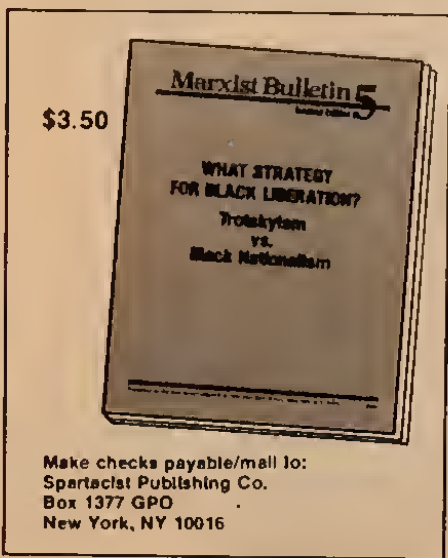 $3.50
Marxist Bulletin 5
WHAT STRATEGY
FOR BLACK LIBERATION?
Trotskyism
vs.
Black Nationalism
Make checks payable/mail to:
Spartacist Publishing Co.
Box 1377 GPO
New York, NY 10016